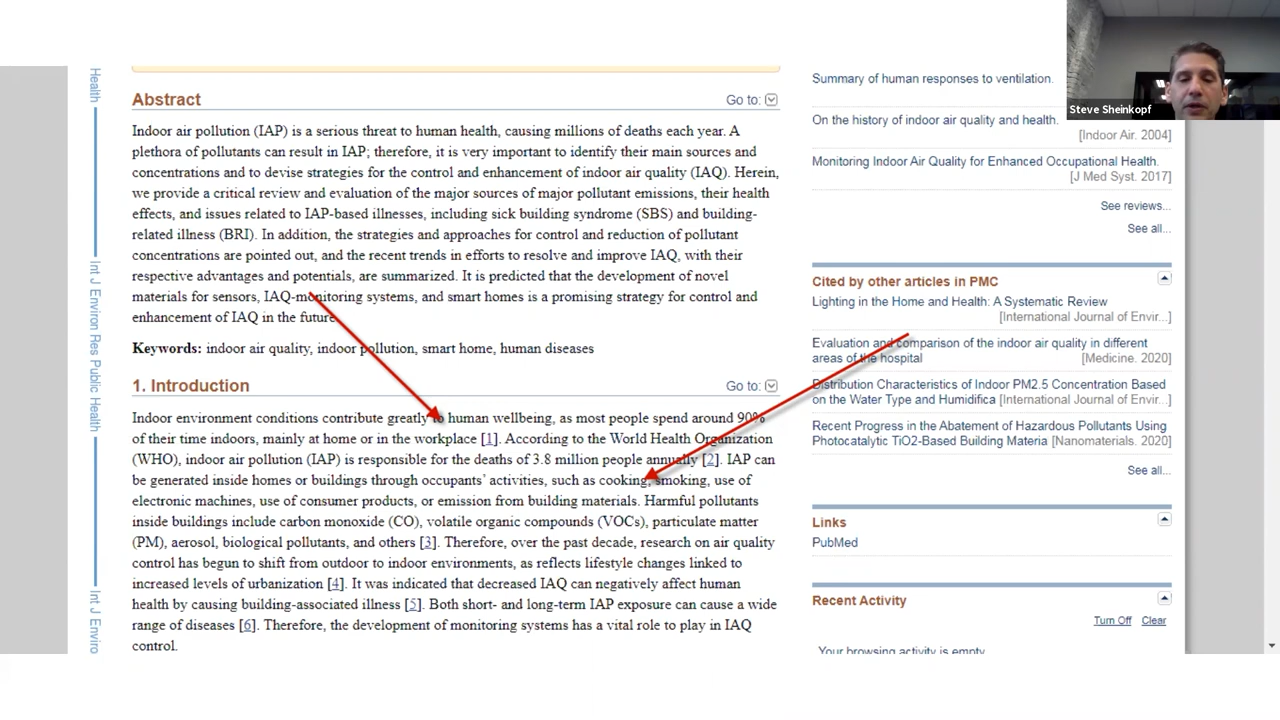 Steve Sheinkopf
Health
Int J Environ Res Public Health
Int J Enviro
Abstract
Go to:
Indoor air pollution (IAP) is a serious threat to human health, causing millions of deaths each year. A
plethora of pollutants can result in IAP; therefore, it is very important to identify their main sources and
concentrations and to devise strategies for the control and enhancement of indoor air quality (IAQ). Herein,
we provide a critical review and evaluation of the major sources of major pollutant emissions, their health
effects, and issues related to IAP-based illnesses, including sick building syndrome (SBS) and building-
related illness (BRI). In addition, the strategies and approaches for control and reduction of pollutant
concentrations are pointed out, and the recent trends in efforts to resolve and improve IAQ, with their
respective advantages and potentials, are summarized. It is predicted that the development of novel
materials for sensors, IAQ-monitoring systems, and smart homes is a promising strategy for control and
enhancement of IAQ in the future.
Keywords: indoor air quality, indoor pollution, smart home, human diseases
1. Introduction
Go to:
Indoor environment conditions contribute greatly to human wellbeing, as most people spend around 90%
of their time indoors, mainly at home or in the workplace [1]. According to the World Health Organization
(WHO), indoor air pollution (IAP) is responsible for the deaths of 3.8 million people annually [2]. IAP can
be generated inside homes or buildings through occupants' activities, such as cooking, smoking, use of
electronic machines, use of consumer products, or emission from building materials. Harmful pollutants
inside buildings include carbon monoxide (CO), volatile organic compounds (VOCs), particulate matter
(PM), aerosol, biological pollutants, and others [3]. Therefore, over the past decade, research on air quality
control has begun to shift from outdoor to indoor environments, as reflects lifestyle changes linked to
increased levels of urbanization [4]. It was indicated that decreased IAQ can negatively affect human
health by causing building-associated illness [5]. Both short- and long-term IAP exposure can cause a wide
range of diseases [6]. Therefore, the development of monitoring systems has a vital role to play in IAQ
control.
Summary of human responses to ventilation.
On the history of indoor air quality and health.
[Indoor Air. 2004]
Monitoring Indoor Air Quality for Enhanced Occupational Health.
[J Med Syst. 2017]
See reviews...
See all...
Cited by other articles in PMC
Lighting in the Home and Health: A Systematic Review
[International Journal of Envir...]
Evaluation and comparison of the indoor air quality in different
areas of the hospital [Medicine. 2020]
Distribution Characteristics of Indoor PM2.5 Concentration Based
on the Water Type and Humidifica [International Journal of Envir...]
Recent Progress in the Abatement of Hazardous Pollutants Using
Photocatalytic TiO2-Based Building Materia [Nanomaterials. 2020]
See all...
Links
PubMed
Recent Activity
Turn Off Clear
Your browsing activity is empty.